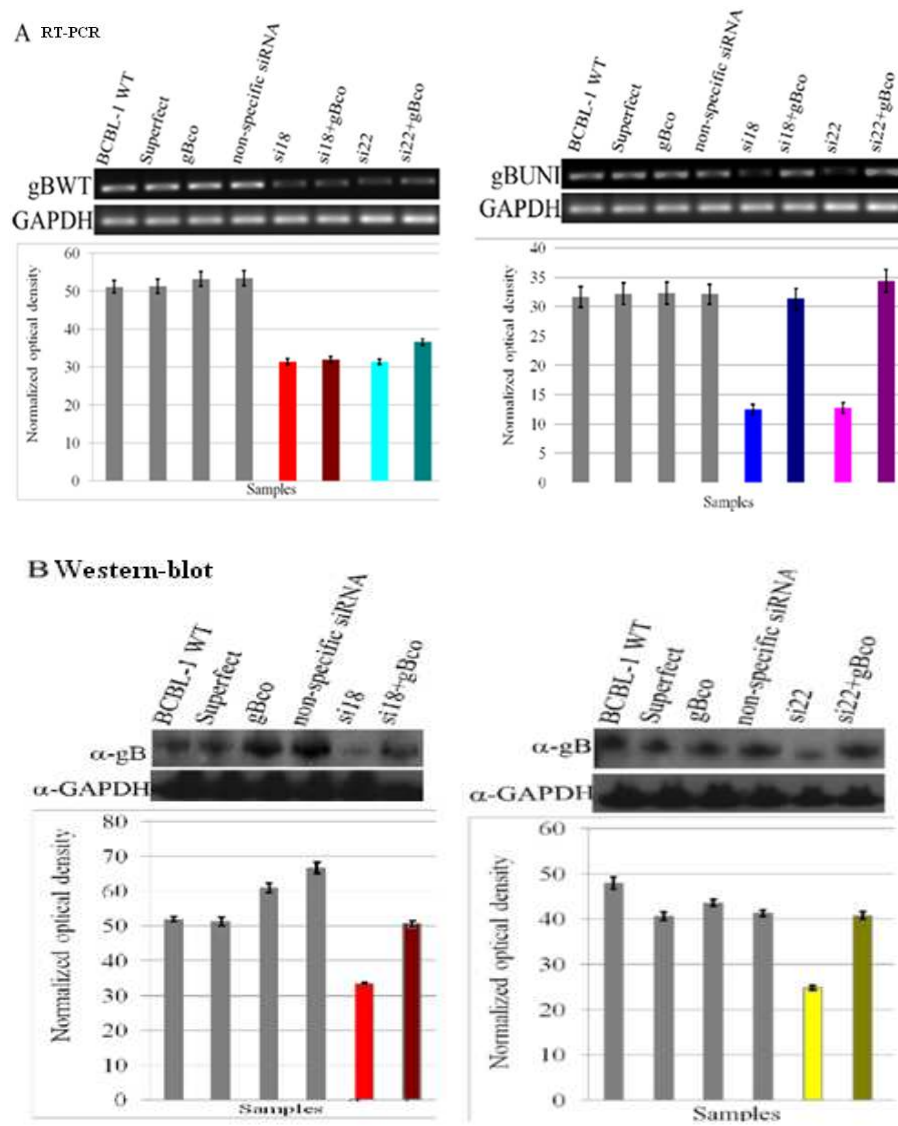 A RT-PCR
BCBL-1 WT
Superfect
gBco
non-specific siRNA
si18
si18+gBco
si22
si22+gBco
gBWT
GAPDH
Normalized optical density
60
50
40
30
20
10
0
Samples
BCBL-1 WT
Superfect
gBco
non-specific siRNA
si18
si18+gBco
si22
si22+gBco
gBUNI
GAPDH
Normalized optical density
40
35
30
25
20
15
10
5
0
Samples
B Western-blot
BCBL-1 WT
Superfect
gBco
non-specific siRNA
si18
si18+gBco
α-gB
α-GAPDH
Normalized optical density
80
70
60
50
40
30
20
10
0
Samples
BCBL-1 WT
Superfect
gBco
non-specific siRNA
si22
si22+gBco
α-gB
α-GAPDH
Normalized optical density
60
50
40
30
20
10
0
Samples